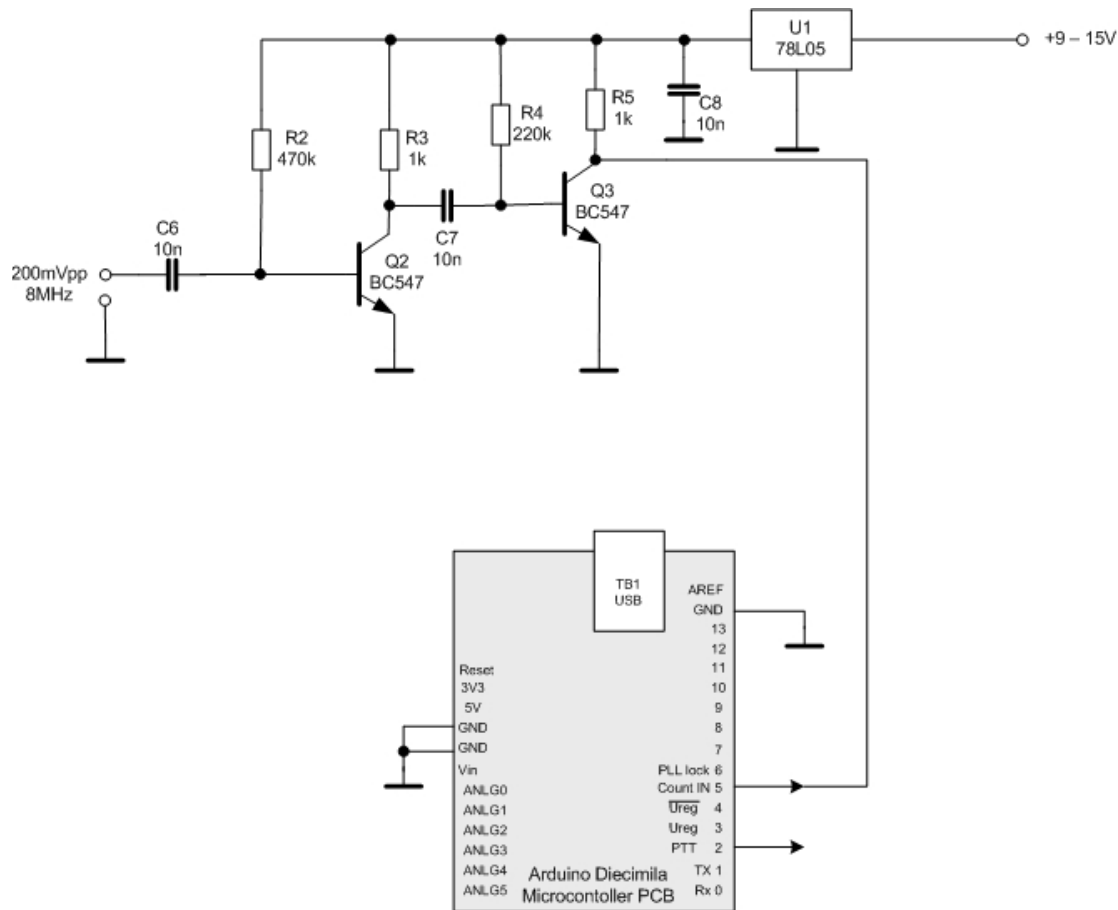 U1
78L05
+9 – 15V
R2
470k
R3
1k
R4
220k
R5
1k
C8
10n
C6
10n
C7
10n
Q2
BC547
Q3
BC547
200mVpp
8MHz
TB1
USB
AREF
GND
13
12
11
10
9
8
7
PLL lock 6
Count IN 5
Ureg 4
Ureg 3
PTT 2
TX 1
Rx 0
Reset
3V3
5V
GND
GND
Vin
ANLG0
ANLG1
ANLG2
ANLG3
ANLG4
ANLG5
Arduino Diecimila
Microcontoller PCB